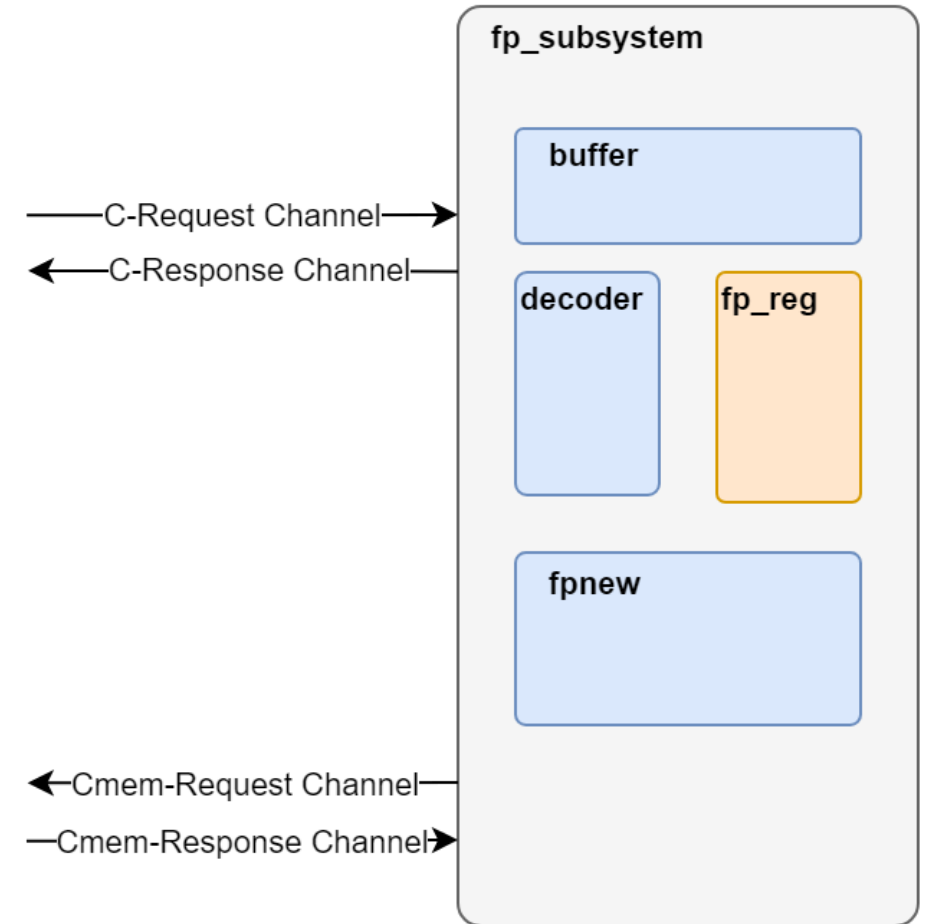 fp_subsystem
buffer
C-Request Channel
C-Response Channel
decoder
fp_reg
fpnew
Cmem-Request Channel
Cmem-Response Channel